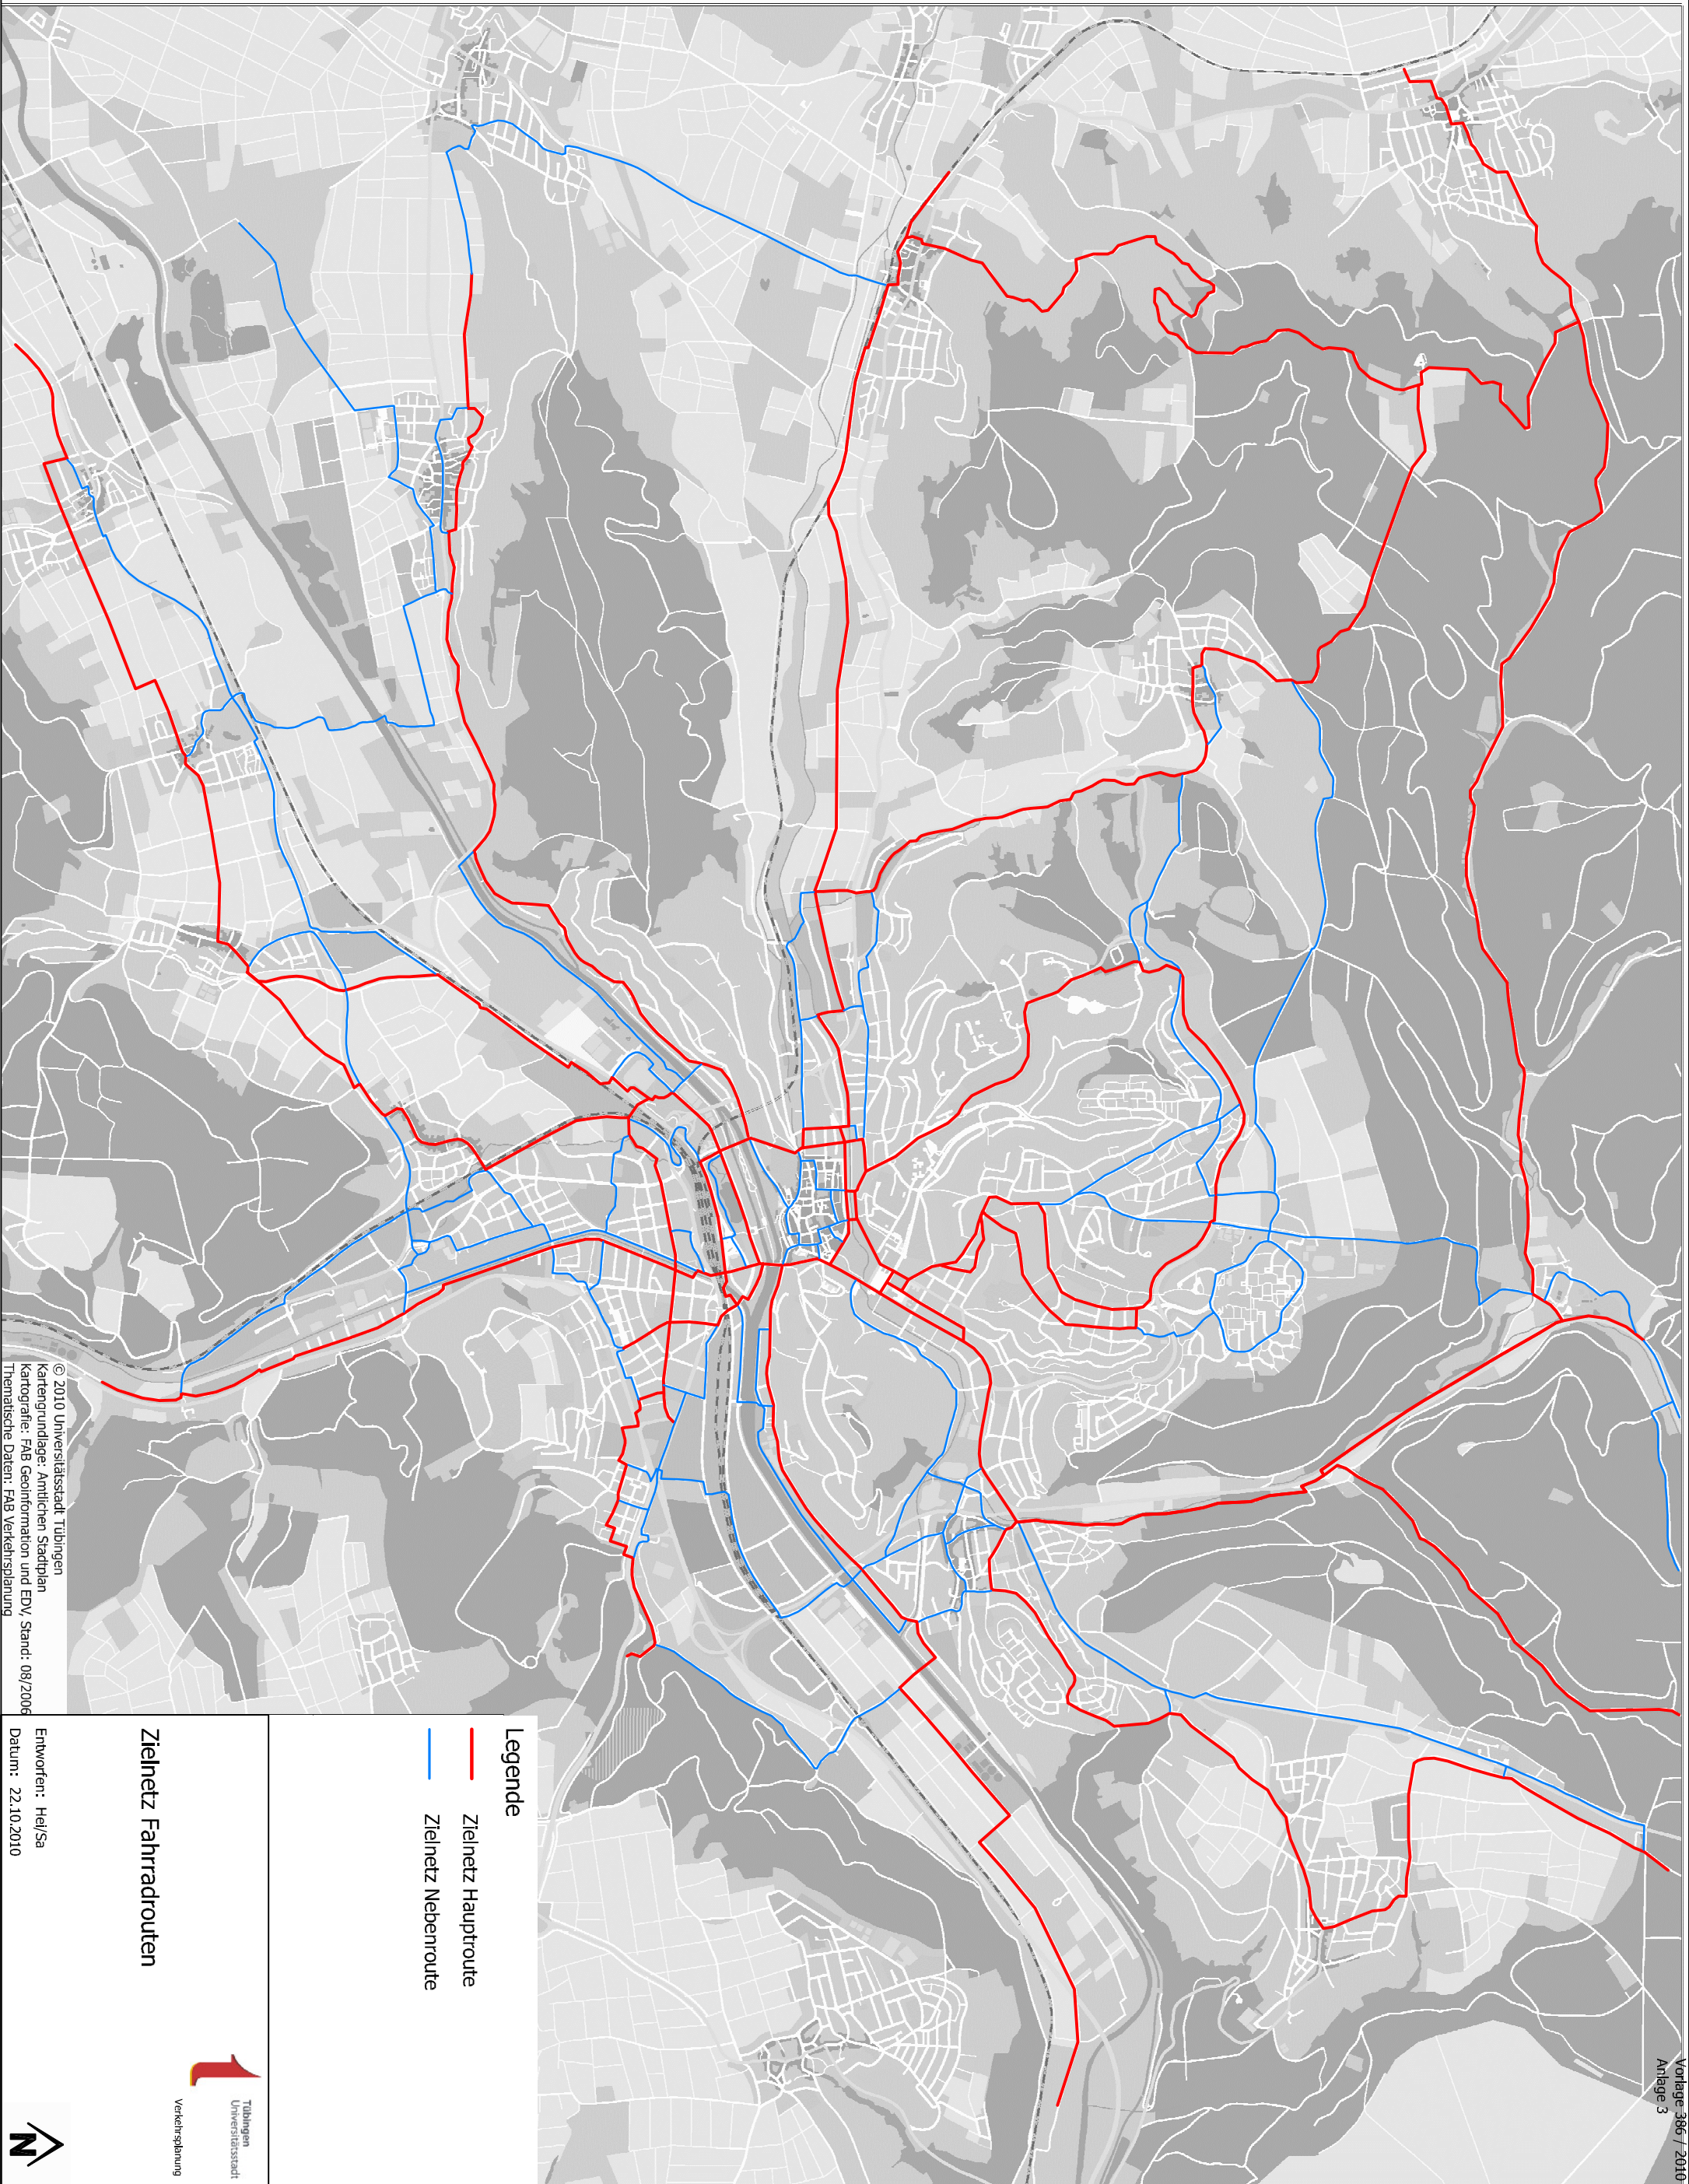 Vorlage 386 / 2010
Anlage 3
Legende
Zielnetz Hauptroute
Zielnetz Nebenroute
Zielnetz Fahrradrouten
Tübingen
Universitätsstadt
Verkehrsplanung
Entworfen: Hei/Sa
Datum: 22.10.2010
N
© 2010 Universitätsstadt Tübingen
Kartengrundlage: Amtlichen Stadtplan
Kartografie: FAB Geoinformation und EDV, Stand: 08/2006
Thematische Daten: FAB Verkehrsplanung